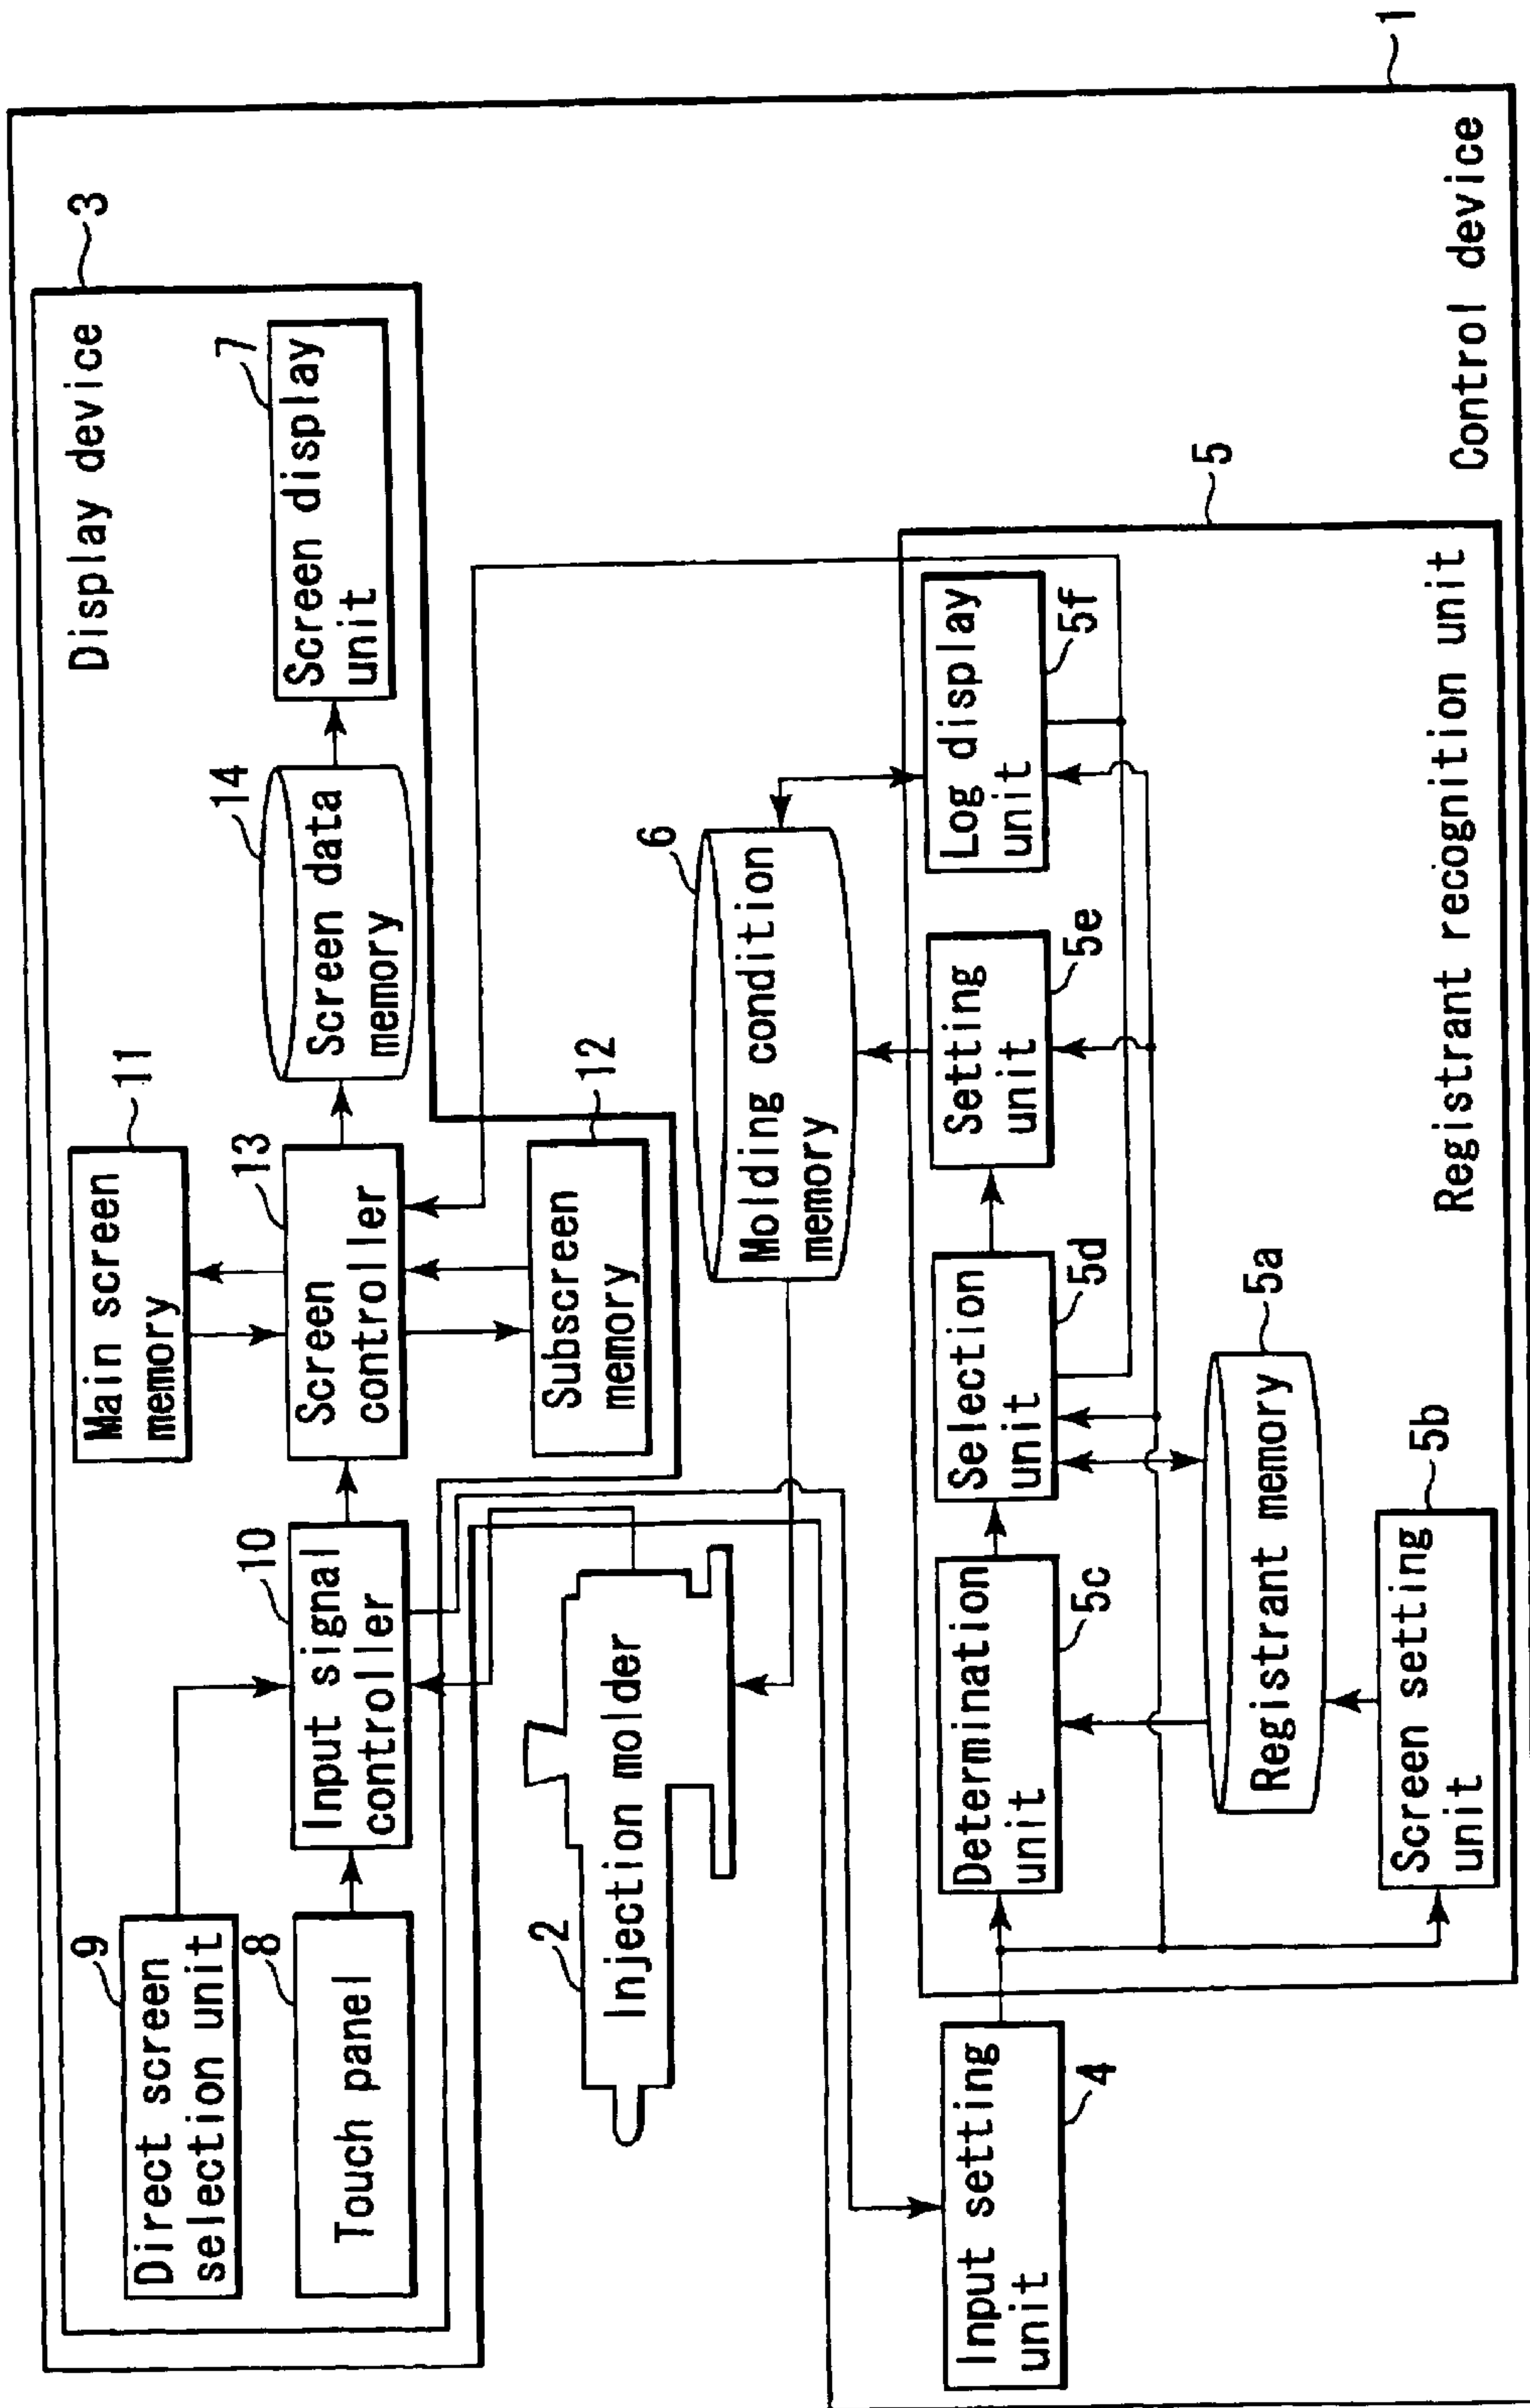 1
3
Display device
9
Direct screen
selection unit
8
Touch panel
10
Input signal
controller
11
Main screen
memory
13
Screen
controller
12
Subscreen
memory
14
Screen data
memory
7
Screen display
unit
2
Injection molder
6
Molding condition
memory
4
Input setting
unit
5
Determination
unit
5c
Selection
unit
5d
Setting
unit
5e
Log display
unit
5f
Registrant memory
5a
Screen setting
unit
5b
Registrant recognition unit
Control device